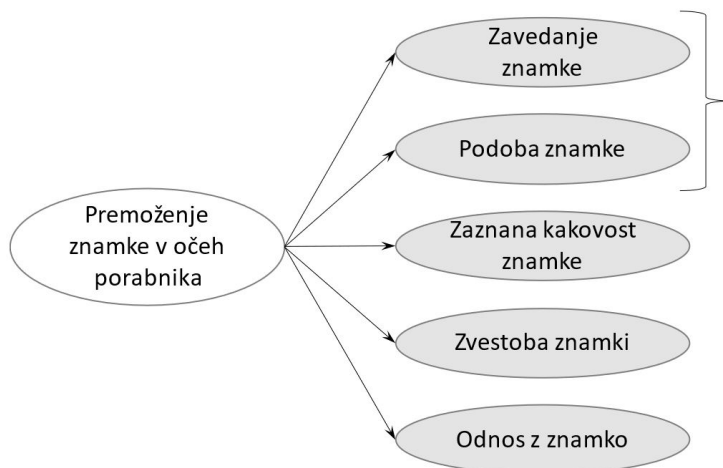 Zavedanje
znamke
Podoba znamke
Premoženje
znamke v očeh
porabnika
Zaznana kakovost
znamke
Zvestoba znamki
Odnos z znamko